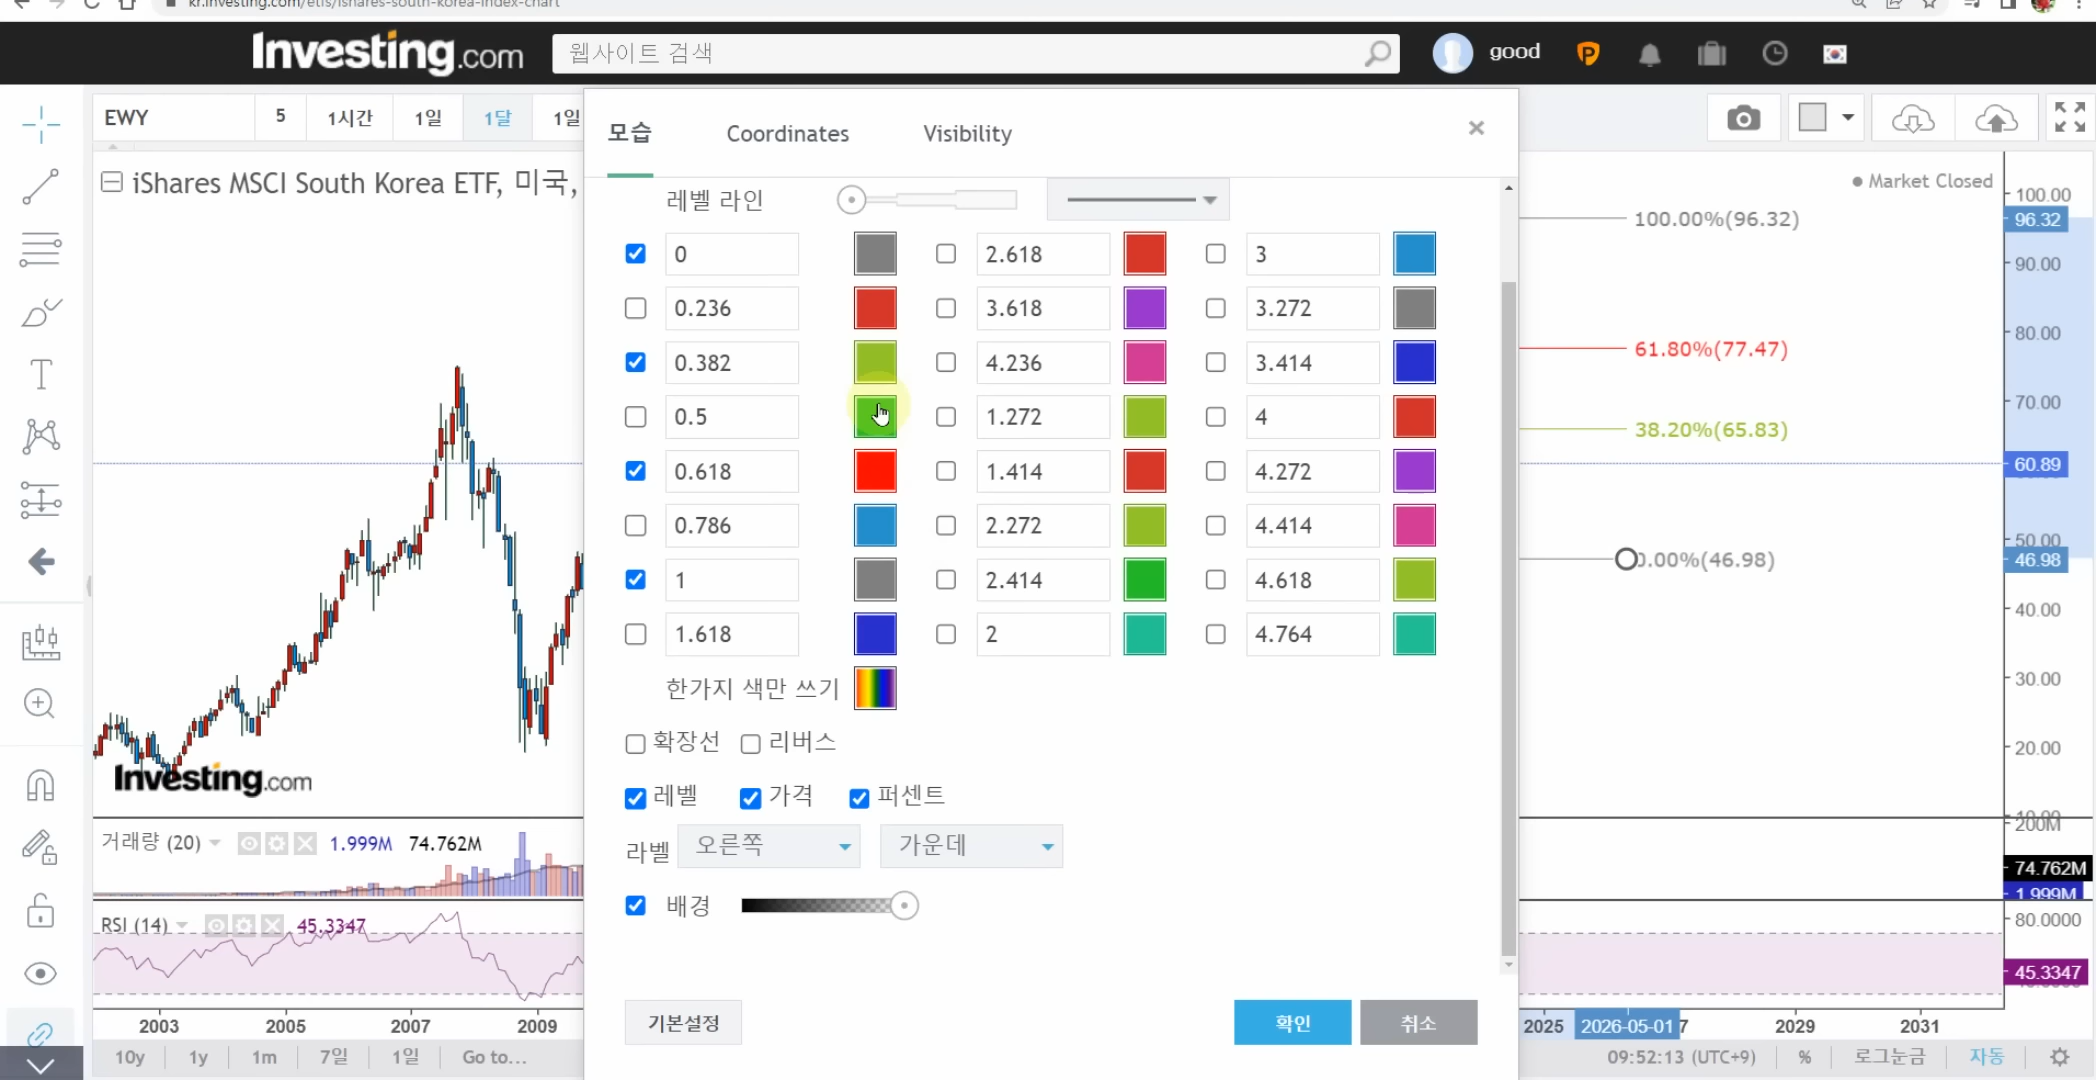 kr.investing.com/etfs/ishares-south-korea-index-chart
Investing.com
웹사이트 검색
good
P
EWY
5
1시간
1일
1달
1일
모습
Coordinates
Visibility
iShares MSCI South Korea ETF, 미국,
Market Closed
레벨 라인
0
2.618
3
0.236
3.618
3.272
0.382
4.236
3.414
0.5
1.272
4
0.618
1.414
4.272
0.786
2.272
4.414
1
2.414
4.618
1.618
2
4.764
한가지 색만 쓰기
확장선
리버스
레벨
가격
퍼센트
라벨
오른쪽
가운데
배경
기본설정
확인
취소
100.00%(96.32)
61.80%(77.47)
38.20%(65.83)
0.00%(46.98)
100.00
96.32
90.00
80.00
70.00
60.89
50.00
46.98
40.00
30.00
20.00
10.00
200M
74.762M
1.999M
80.0000
45.3347
T
Investing.com
거래량 (20)
1.999M
74.762M
RSI (14)
45.3347
2003
2005
2007
2009
2025
2026-05-01
7
2029
2031
10y
1y
1m
7일
1일
Go to...
09:52:13 (UTC+9)
%
로그눈금
자동